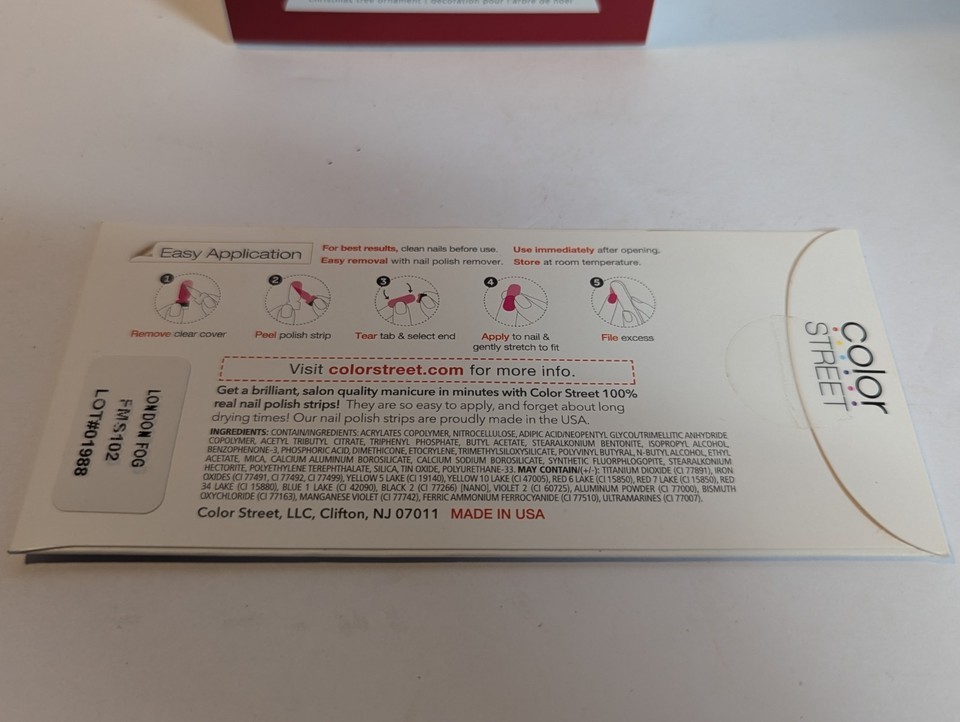 christmas tree ornament | décoration pour l'arbre de noël
Easy Application
For best results, clean nails before use. Use immediately after opening.
Easy removal with nail polish remover. Store at room temperature.
1 2 3 4 5
Remove clear cover
Peel polish strip
Tear tab & select end
Apply to nail &
gently stretch to fit
File excess
Visit colorstreet.com for more info.
Get a brilliant, salon quality manicure in minutes with Color Street 100%
real nail polish strips! They are so easy to apply, and forget about long
drying times! Our nail polish strips are proudly made in the USA.
INGREDIENTS: CONTAIN/INGREDIENTS: ACRYLATES COPOLYMER, NITROCELLULOSE, ADIPIC ACID/NEOPENTYL GLYCOL/TRIMELLITIC ANHYDRIDE
COPOLYMER, ACETYL TRIBUTYL CITRATE, TRIPHENYL PHOSPHATE, BUTYL ACETATE, STEARALKONIUM BENTONITE, ISOPROPYL ALCOHOL,
BENZOPHENONE-3, PHOSPHORIC ACID, DIMETHICONE, ETOCRYLENE, TRIMETHYLSILOXYSILICATE, POLYVINYL BUTYRAL, N-BUTYL ALCOHOL, ETHYL
ACETATE, MICA, CALCIUM ALUMINUM BOROSILICATE, CALCIUM SODIUM BOROSILICATE, SYNTHETIC FLUORPHLOGOPITE, STEARALKONIUM
HECTORITE, POLYETHYLENE TEREPHTHALATE, SILICA, TIN OXIDE, POLYURETHANE-33. MAY CONTAIN/(+/-): TITANIUM DIOXIDE (CI 77891), IRON
OXIDES (CI 77491, CI 77492, CI 77499), YELLOW 5 LAKE (CI 19140), YELLOW 10 LAKE (CI 47005), RED 6 LAKE (CI 15850), RED 7 LAKE (CI 15850), RED
34 LAKE (CI 15880), BLUE 1 LAKE (CI 42090), BLACK 2 (CI 77266) [NANO], VIOLET 2 (CI 60725), ALUMINUM POWDER (CI 77000), BISMUTH
OXYCHLORIDE (CI 77163), MANGANESE VIOLET (CI 77742), FERRIC AMMONIUM FERROCYANIDE (CI 77510), ULTRAMARINES (CI 77007).
Color Street, LLC, Clifton, NJ 07011 MADE IN USA
LONDON FOG
FMS102
LOT#01988
color
STREET